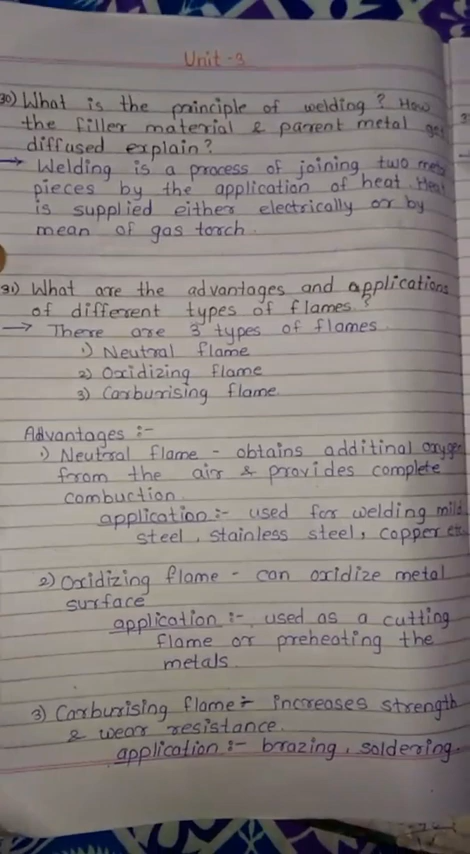 Unit-3
30) What is the principle of welding? How
the filler material & parent metal get
diffused explain?
→ Welding is a process of joining two metal
pieces by the application of heat. Heat
is supplied either electrically or by
mean of gas torch.
31) What are the advantages and applications
of different types of flames.?
→ There are 3 types of flames.
1) Neutral flame
2) Oxidizing flame
3) Carburising flame.
Advantages :-
1) Neutral flame - obtains additinal oxygen
from the air & provides complete
combuction.
application :- used for welding mild
steel, stainless steel, copper etc.
2) Oxidizing flame - can oxidize metal
surface
application :- used as a cutting
flame or preheating the
metals.
3) Carburising flame :- increases strength
& wear resistance.
application :- brazing, soldering.